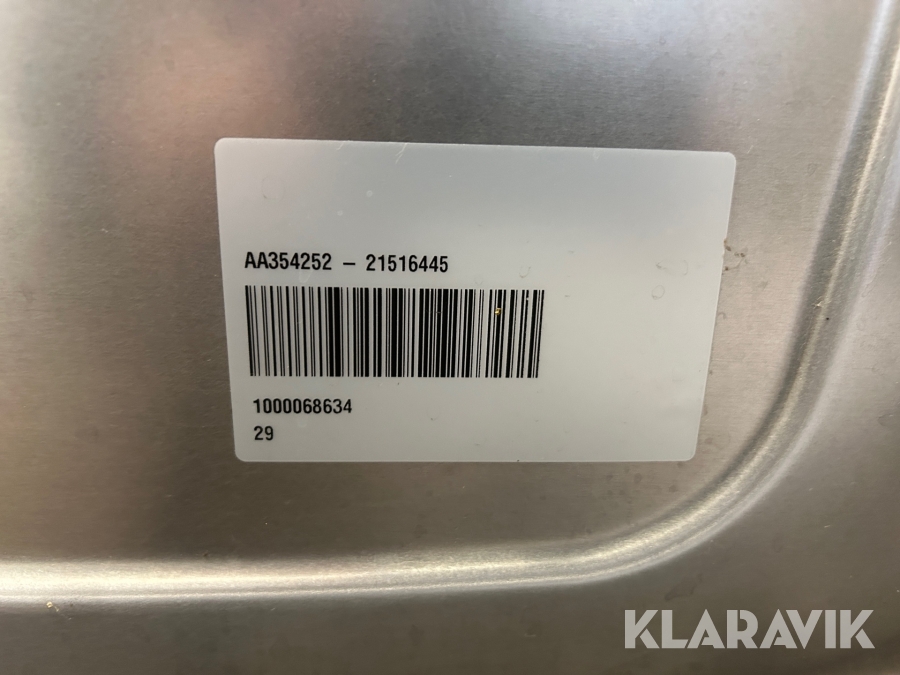 AA354252 – 21516445
1000068634
29
KLARAVIK